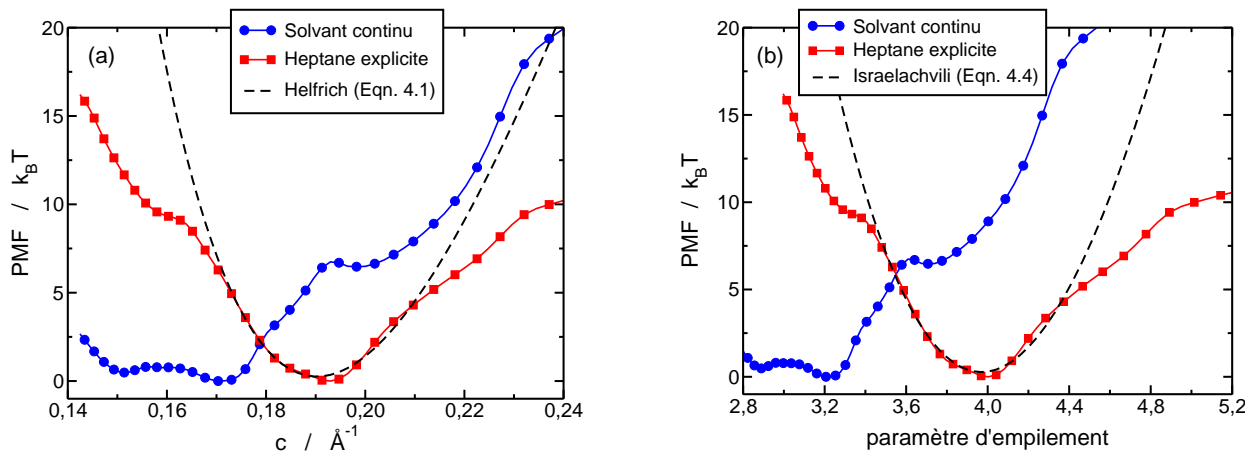 (a)
Solvant continu
Heptane explicite
Helfrich (Eqn. 4.1)
PMF / k_BT
20
15
10
5
0
0,14 0,16 0,18 0,20 0,22 0,24
c / Å⁻¹
(b)
Solvant continu
Heptane explicite
Israelachvili (Eqn. 4.4)
PMF / k_BT
20
15
10
5
0
2,8 3,2 3,6 4,0 4,4 4,8 5,2
paramètre d'empilement